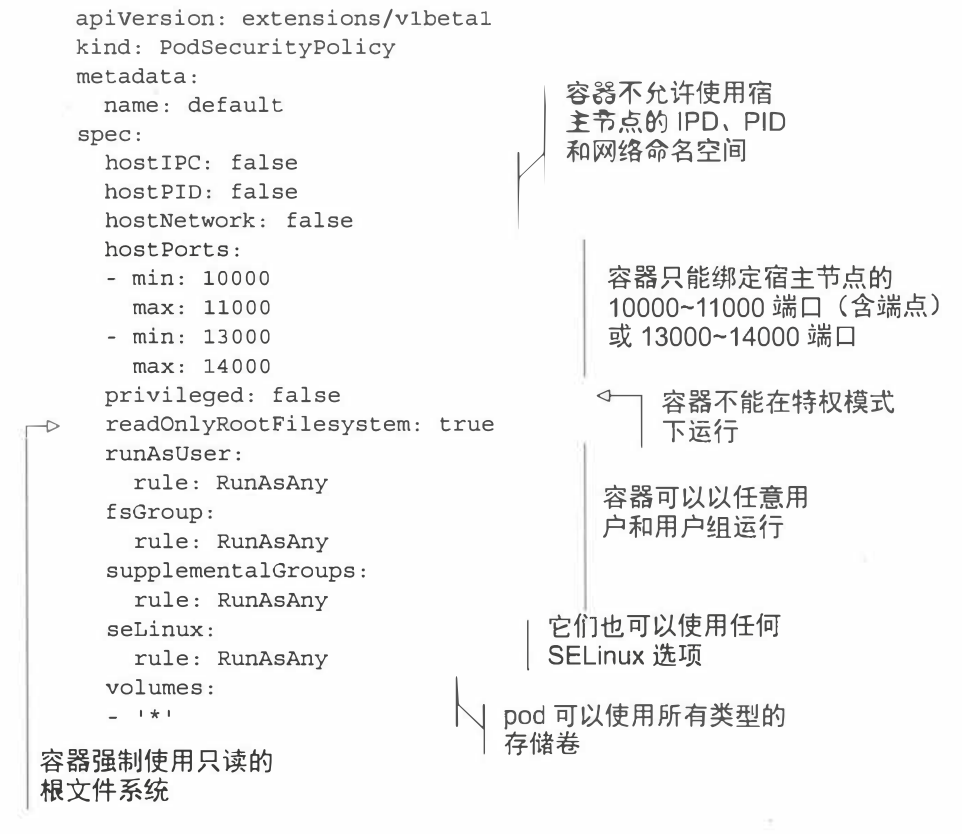 apiVersion: extensions/v1beta1
kind: PodSecurityPolicy
metadata:
  name: default
spec:
  hostIPC: false
  hostPID: false
  hostNetwork: false
  hostPorts:
  - min: 10000
    max: 11000
  - min: 13000
    max: 14000
  privileged: false
  readOnlyRootFilesystem: true
  runAsUser:
    rule: RunAsAny
  fsGroup:
    rule: RunAsAny
  supplementalGroups:
    rule: RunAsAny
  seLinux:
    rule: RunAsAny
  volumes:
  - '*'
容器不允许使用宿
主节点的 IPD、PID
和网络命名空间
容器只能绑定宿主节点的
10000~11000 端口（含端点）
或 13000~14000 端口
容器不能在特权模式
下运行
容器可以以任意用
户和用户组运行
它们也可以使用任何
SELinux 选项
pod 可以使用所有类型的
存储卷
容器强制使用只读的
根文件系统